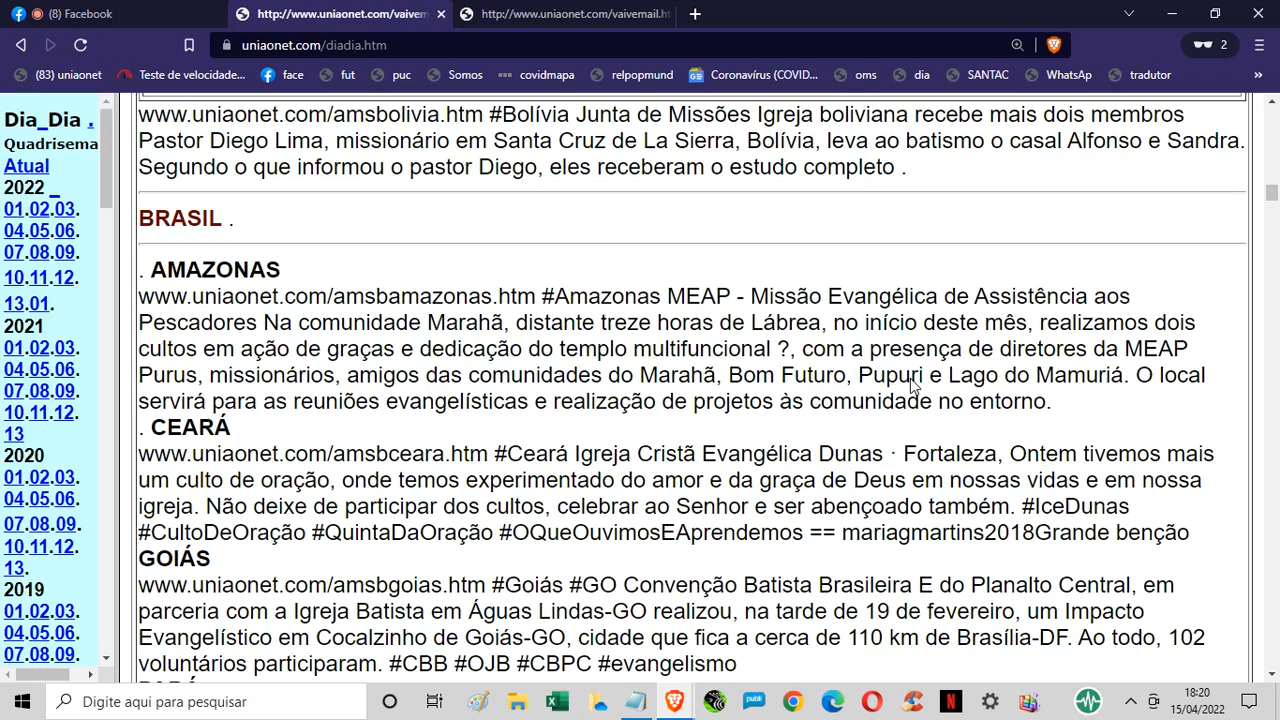 (8) Facebook
http://www.uniaonet.com/vaivem
http://www.uniaonet.com/vaivemail.ht
uniaonet.com/diadia.htm
2
(83) uniaonet
Teste de velocidade...
face
fut
puc
Somos
covidmapa
relpopmund
Coronavírus (COVID...
oms
dia
SANTAC
WhatsApp
tradutor
»
Dia_Dia .
Quadrisema
Atual
2022 _
01.02.03.
04.05.06.
07.08.09.
10.11.12.
13.01.
2021
01.02.03.
04.05.06.
07.08.09.
10.11.12.
13
2020
01.02.03.
04.05.06.
07.08.09.
10.11.12.
13.
2019
01.02.03.
04.05.06.
07.08.09.
www.uniaonet.com/amsbolivia.htm #Bolívia Junta de Missões Igreja boliviana recebe mais dois membros
Pastor Diego Lima, missionário em Santa Cruz de La Sierra, Bolívia, leva ao batismo o casal Alfonso e Sandra.
Segundo o que informou o pastor Diego, eles receberam o estudo completo .
BRASIL .
. AMAZONAS
www.uniaonet.com/amsbamazonas.htm #Amazonas MEAP - Missão Evangélica de Assistência aos
Pescadores Na comunidade Marahã, distante treze horas de Lábrea, no início deste mês, realizamos dois
cultos em ação de graças e dedicação do templo multifuncional ?, com a presença de diretores da MEAP
Purus, missionários, amigos das comunidades do Marahã, Bom Futuro, Pupuri e Lago do Mamuriá. O local
servirá para as reuniões evangelísticas e realização de projetos às comunidade no entorno.
. CEARÁ
www.uniaonet.com/amsbceara.htm #Ceará Igreja Cristã Evangélica Dunas · Fortaleza, Ontem tivemos mais
um culto de oração, onde temos experimentado do amor e da graça de Deus em nossas vidas e em nossa
igreja. Não deixe de participar dos cultos, celebrar ao Senhor e ser abençoado também. #IceDunas
#CultoDeOração #QuintaDaOração #OQueOuvimosEAprendemos == mariagmartins2018Grande benção
GOIÁS
www.uniaonet.com/amsbgoias.htm #Goiás #GO Convenção Batista Brasileira E do Planalto Central, em
parceria com a Igreja Batista em Águas Lindas-GO realizou, na tarde de 19 de fevereiro, um Impacto
Evangelístico em Cocalzinho de Goiás-GO, cidade que fica a cerca de 110 km de Brasília-DF. Ao todo, 102
voluntários participaram. #CBB #OJB #CBPC #evangelismo
Digite aqui para pesquisar
publi
18:20
15/04/2022